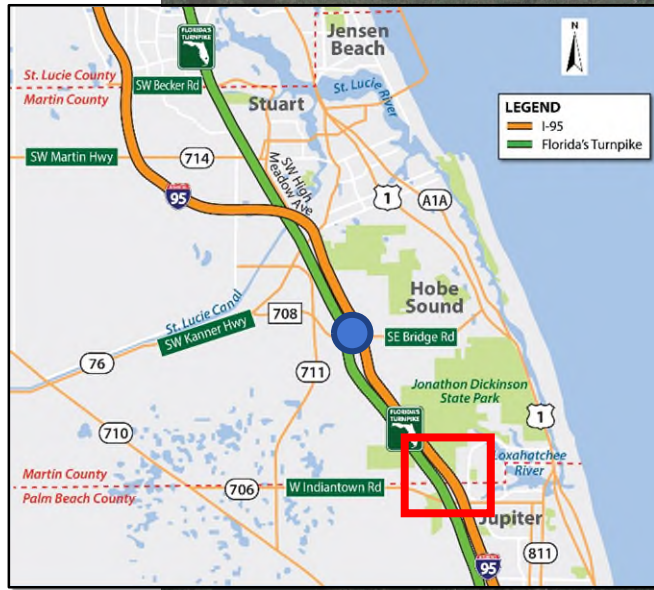 Jensen
Beach
FLORIDA'S
TURNPIKE
N
St. Lucie County
Martin County
SW Becker Rd
St. Lucie River
Stuart
LEGEND
I-95
Florida's Turnpike
SW Martin Hwy
714
SW High
Meadow Ave
95
1
A1A
Hobe
Sound
St. Lucie Canal
708
SW Kanner Hwy
SE Bridge Rd
76
711
Jonathon Dickinson
State Park
FLORIDA'S
TURNPIKE
1
710
Loxahatchee
River
Martin County
Palm Beach County
706
W Indiantown Rd
Jupiter
811
95